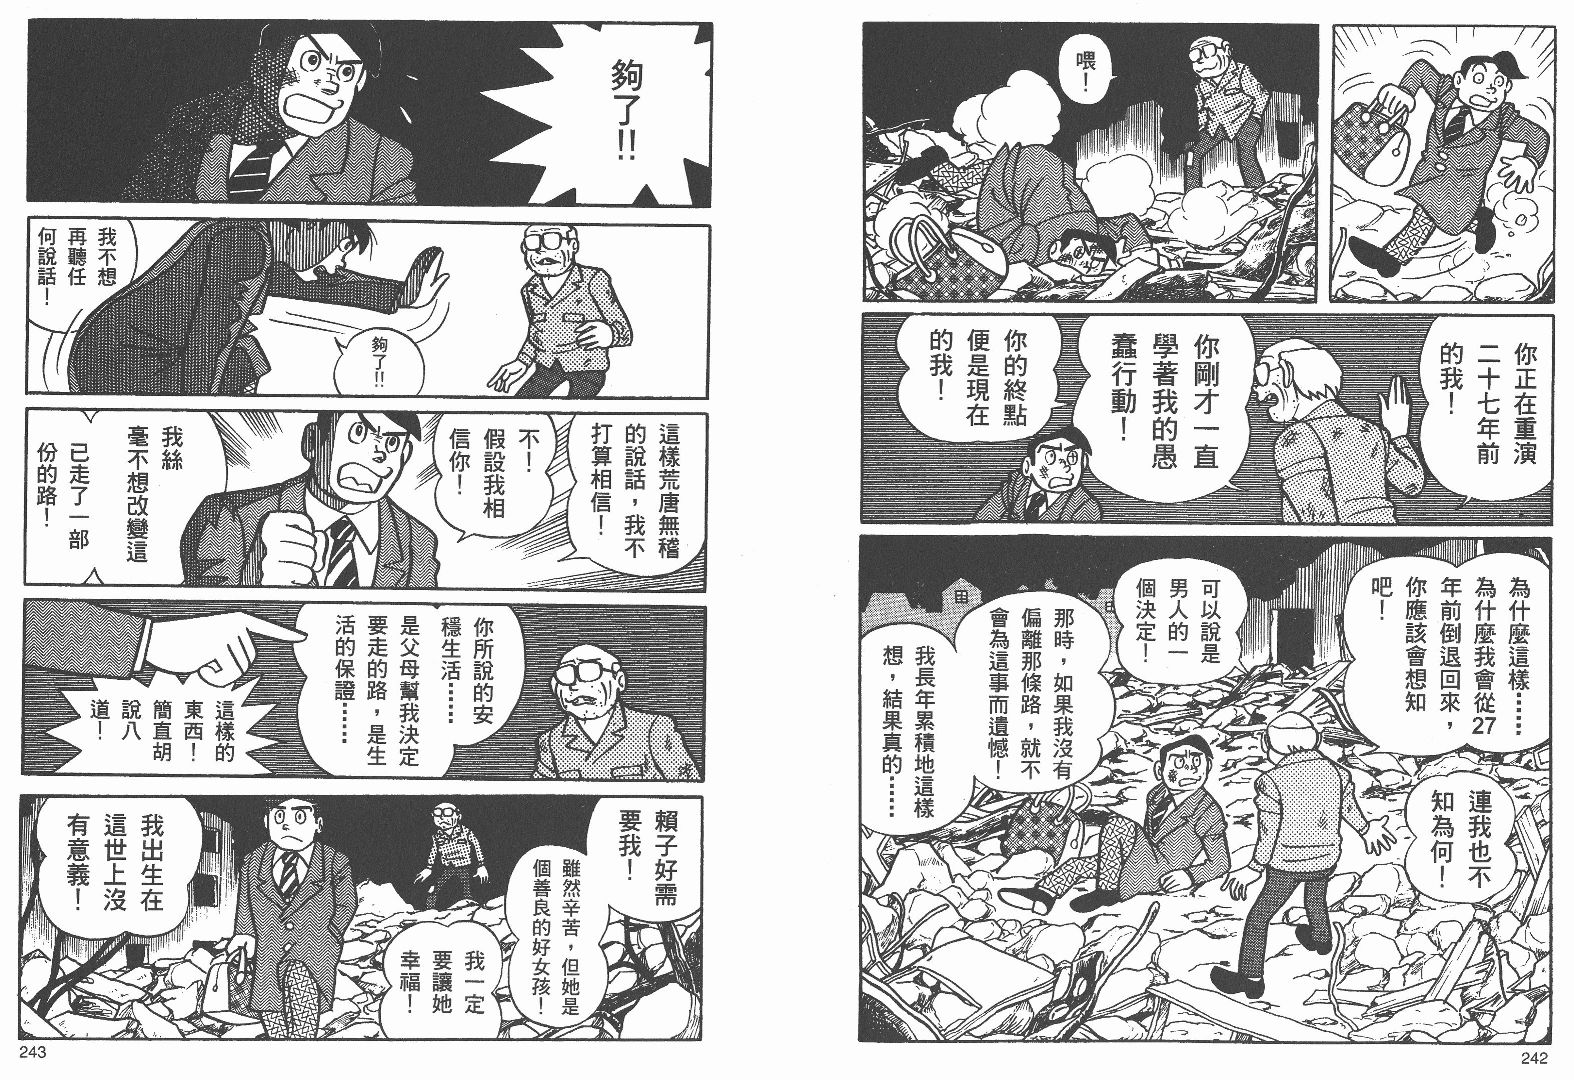 喂！
你正在重演
二十七年前
的我！
你剛才一直
學著我的愚
蠢行動！
你的終點
便是現在
的我！
為什麼這樣……
為什麼我會從27
年前倒退回來，
你應該會想知
吧！
連我也不
知為何！
可以說是
男人的一
個決定！
那時，如果我沒有
偏離那條路，就不
會為這事而遺憾！
我長年累積地這樣
想，結果真的……
242
夠了!!
夠了!!
我不想
再聽任
何說話！
這樣荒唐無稽
的說話，我不
打算相信！
不！
假設我相
信你！
我絲
毫不想改變這
已走了一部
份的路！
你所說的安
穩生活……
是父母幫我決定
要走的路，是生
活的保證……
這樣的
東西！
簡直胡
說八
道！
賴子好需
要我！
雖然辛苦，但她是
個善良的好女孩！
我一定
要讓她
幸福！
我出生在
這世上沒
有意義！
243